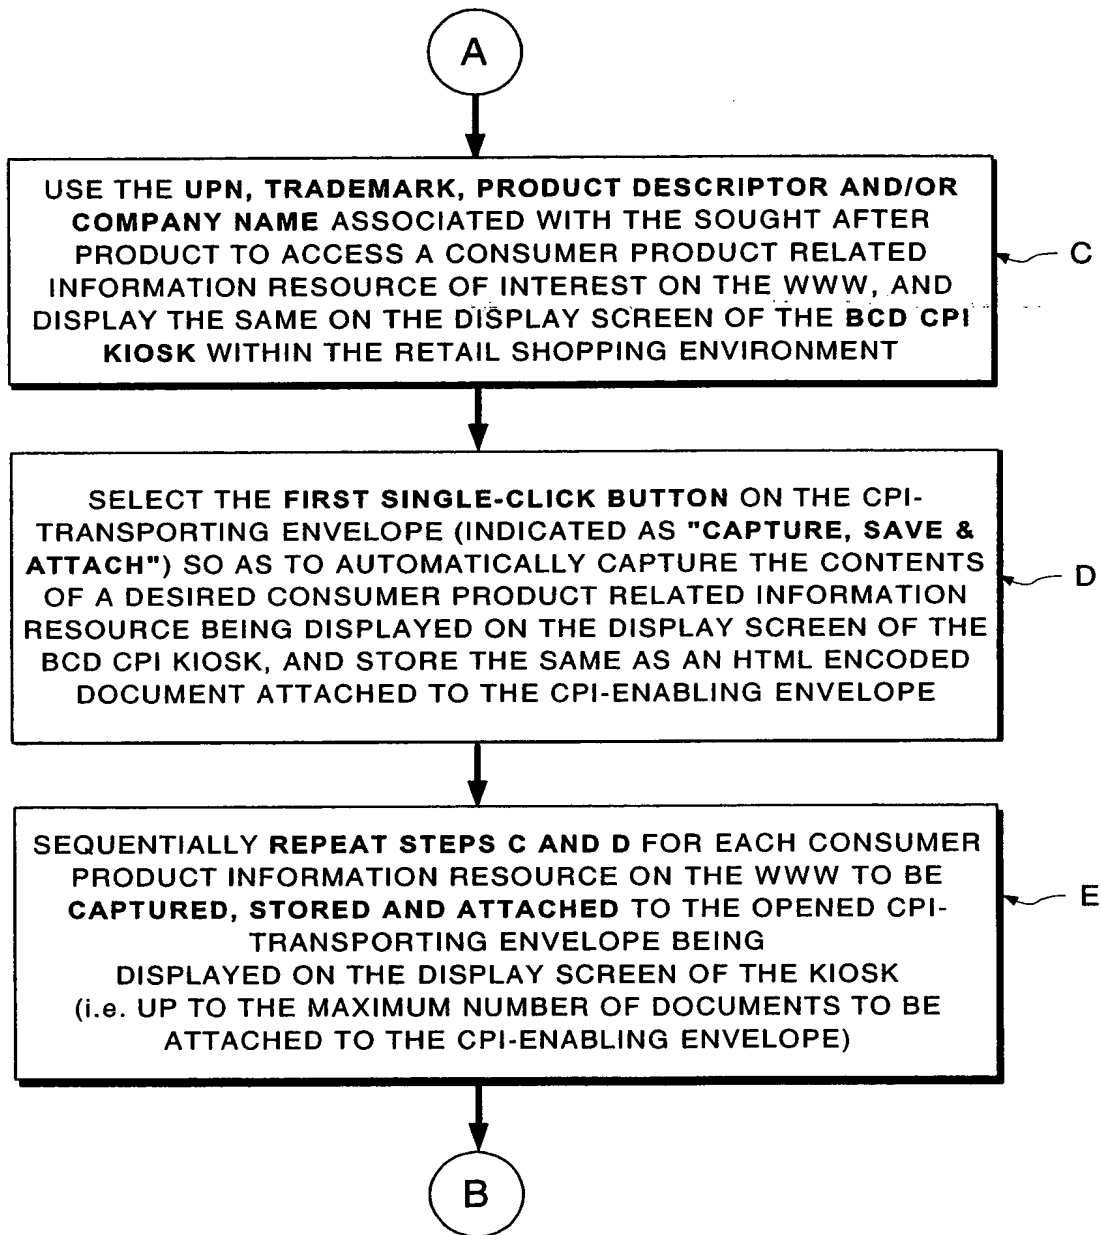 A
USE THE UPN, TRADEMARK, PRODUCT DESCRIPTOR AND/OR
COMPANY NAME ASSOCIATED WITH THE SOUGHT AFTER
PRODUCT TO ACCESS A CONSUMER PRODUCT RELATED
INFORMATION RESOURCE OF INTEREST ON THE WWW, AND
DISPLAY THE SAME ON THE DISPLAY SCREEN OF THE BCD CPI
KIOSK WITHIN THE RETAIL SHOPPING ENVIRONMENT
C
SELECT THE FIRST SINGLE-CLICK BUTTON ON THE CPI-
TRANSPORTING ENVELOPE (INDICATED AS "CAPTURE, SAVE &
ATTACH") SO AS TO AUTOMATICALLY CAPTURE THE CONTENTS
OF A DESIRED CONSUMER PRODUCT RELATED INFORMATION
RESOURCE BEING DISPLAYED ON THE DISPLAY SCREEN OF THE
BCD CPI KIOSK, AND STORE THE SAME AS AN HTML ENCODED
DOCUMENT ATTACHED TO THE CPI-ENABLING ENVELOPE
D
SEQUENTIALLY REPEAT STEPS C AND D FOR EACH CONSUMER
PRODUCT INFORMATION RESOURCE ON THE WWW TO BE
CAPTURED, STORED AND ATTACHED TO THE OPENED CPI-
TRANSPORTING ENVELOPE BEING
DISPLAYED ON THE DISPLAY SCREEN OF THE KIOSK
(i.e. UP TO THE MAXIMUM NUMBER OF DOCUMENTS TO BE
ATTACHED TO THE CPI-ENABLING ENVELOPE)
E
B